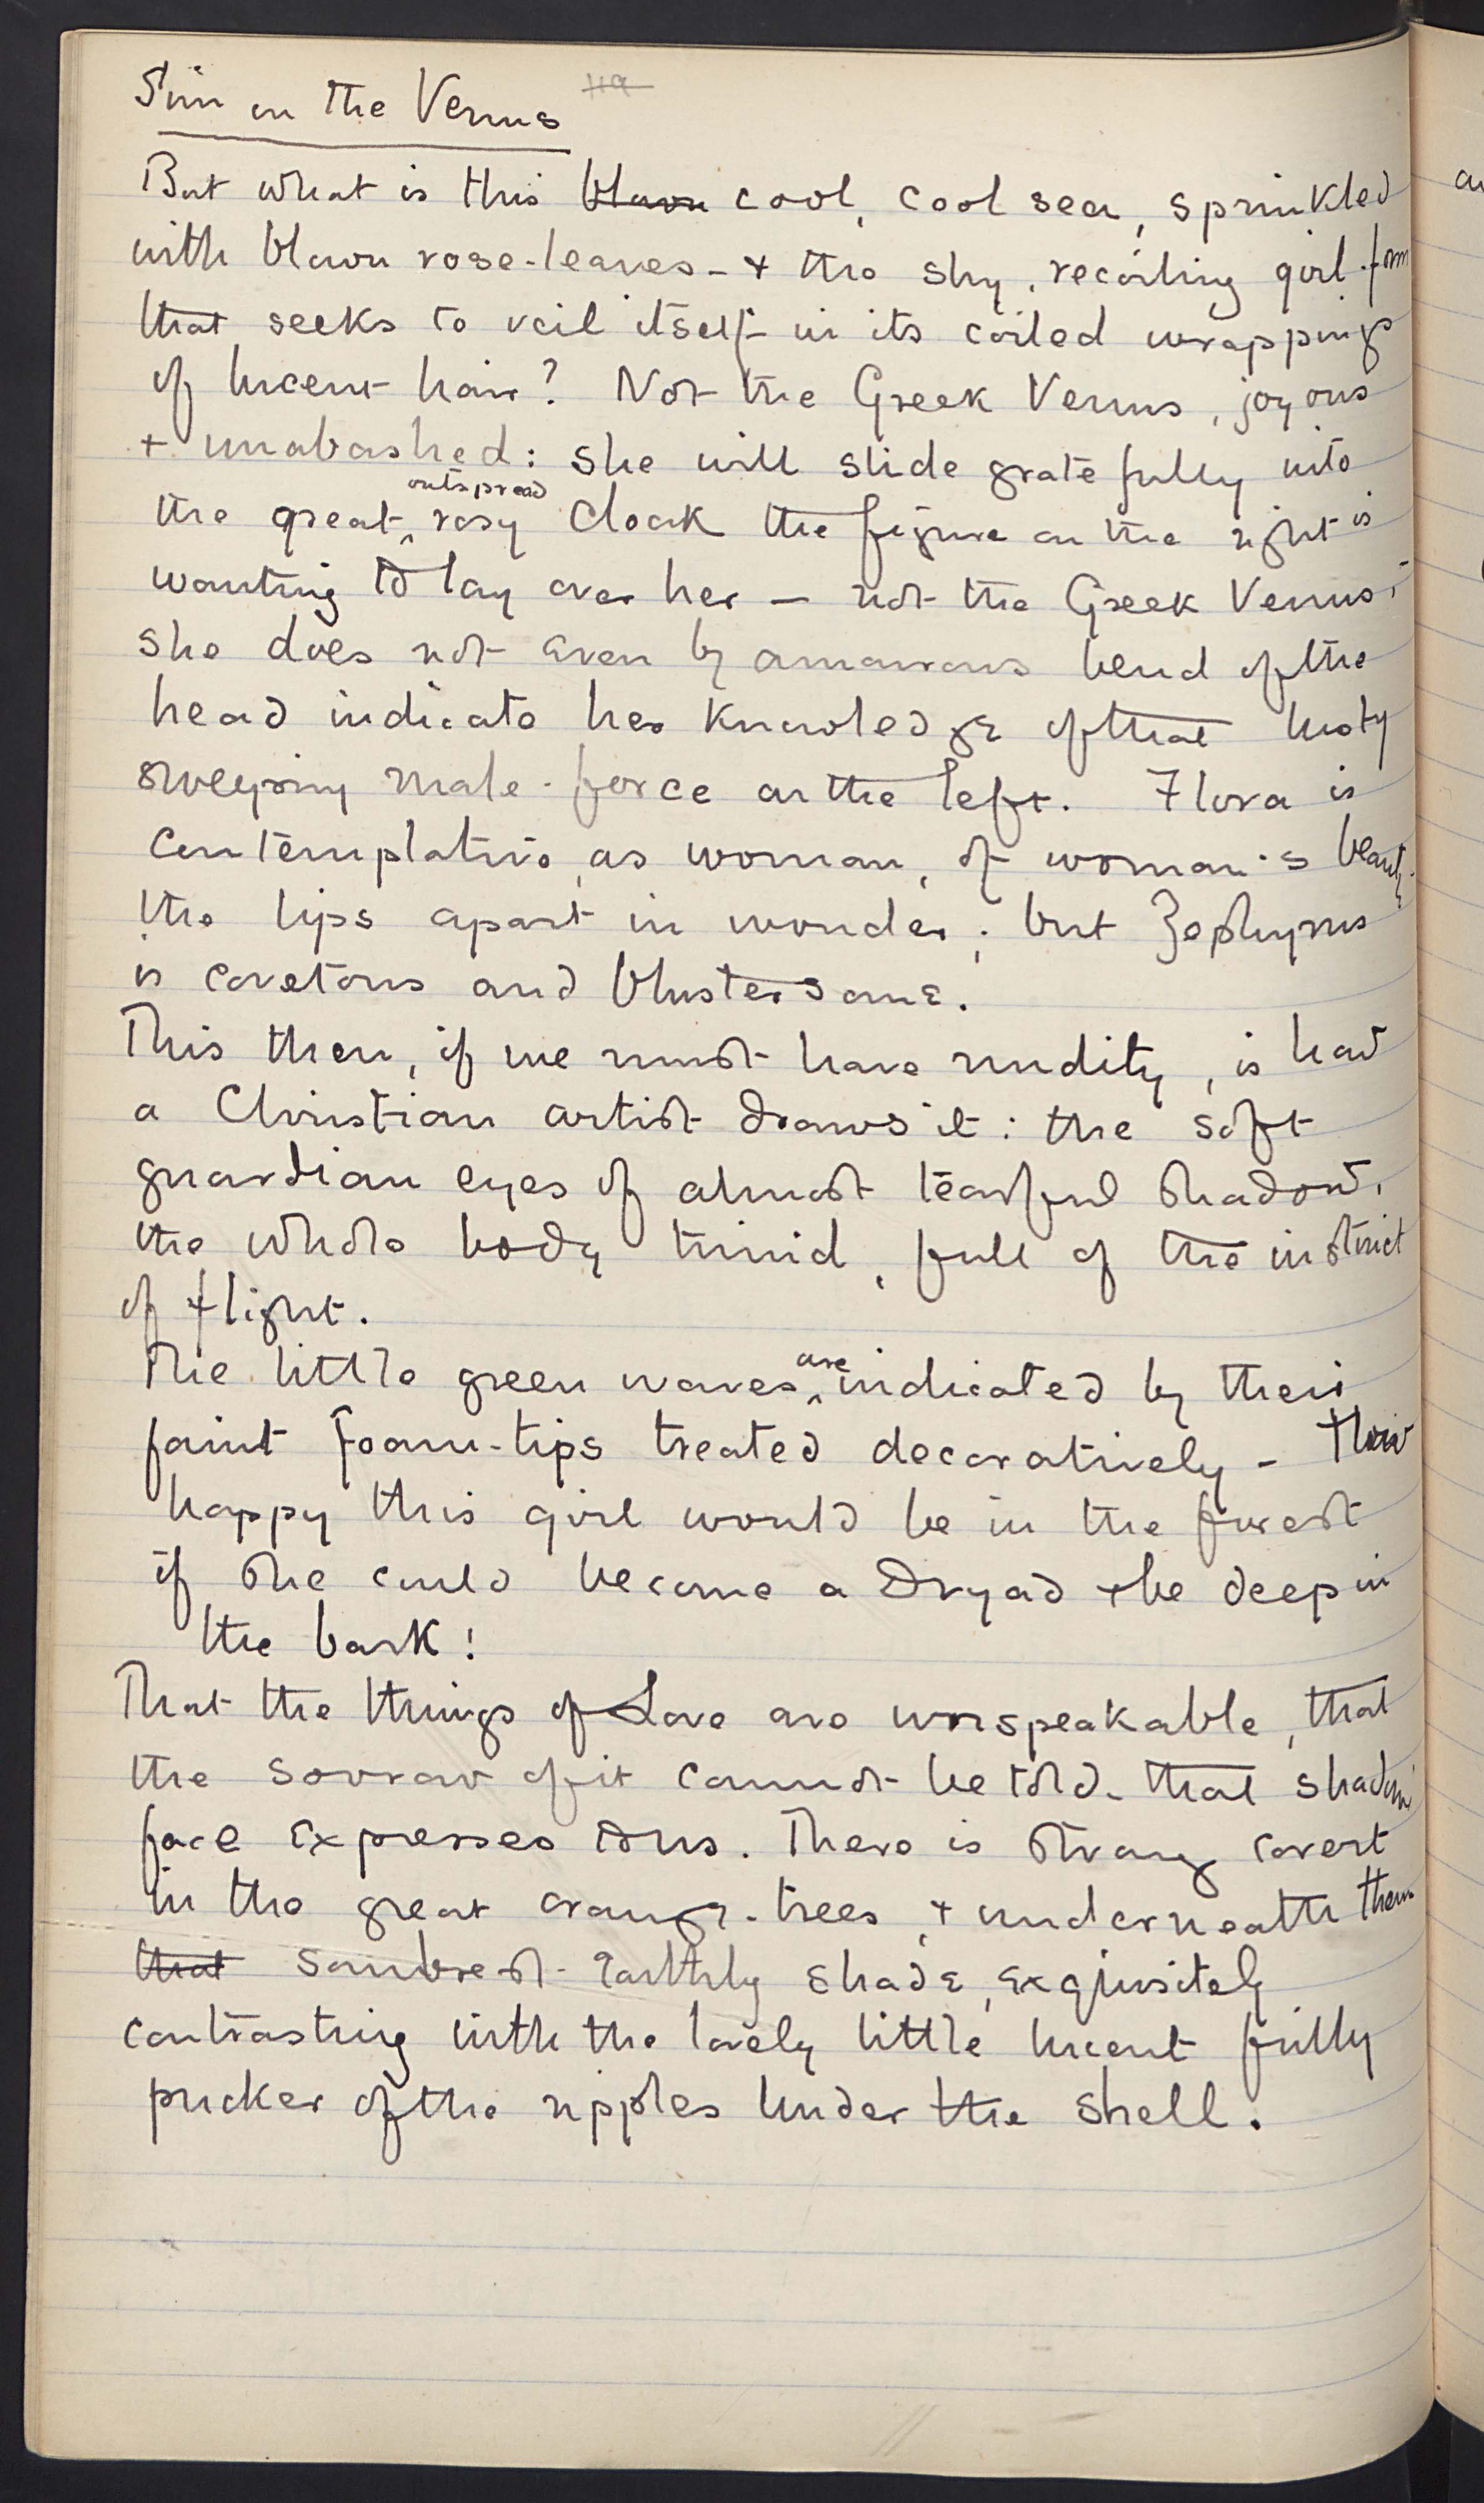 Sim on the Venus
But what is this blown cool, cool sea, sprinkled
with blown rose-leaves - + the shy, recoiling girl-form
that seeks to veil itself in its coiled wrappings
of lucent hair? Not the Greek Venus, joyous
+ unabashed: she will slide gratefully into
the great outspread rosy cloak the figure on the right is
wanting to lay over her — not the Greek Venus;
she does not even by amorous bend of the
head indicate her knowledge of that lusty
sweeping male-force on the left. Flora is
contemplative, as woman, of woman's beauty
the lips apart in wonder; but Zephyrus
is covetous and blustersome.
This then, if we must have nudity, is how
a Christian artist draws it: the soft
guardian eyes of almost tearful shadow,
the whole body timid, full of the instinct
of flight.
The little green waves are indicated by their
faint foam-tips treated decoratively - How
happy this girl would be in the forest
if she could become a Dryad + be deep in
the bark!
That the things of Love are unspeakable, that
the sorrow of it cannot be told - that shadowy
face expresses to us. There is strong covert
in the great orange-trees, + underneath them
that sombrest earthly shade, exquisitely
contrasting with the lovely little lucent frilly
pucker of the ripples under the shell.